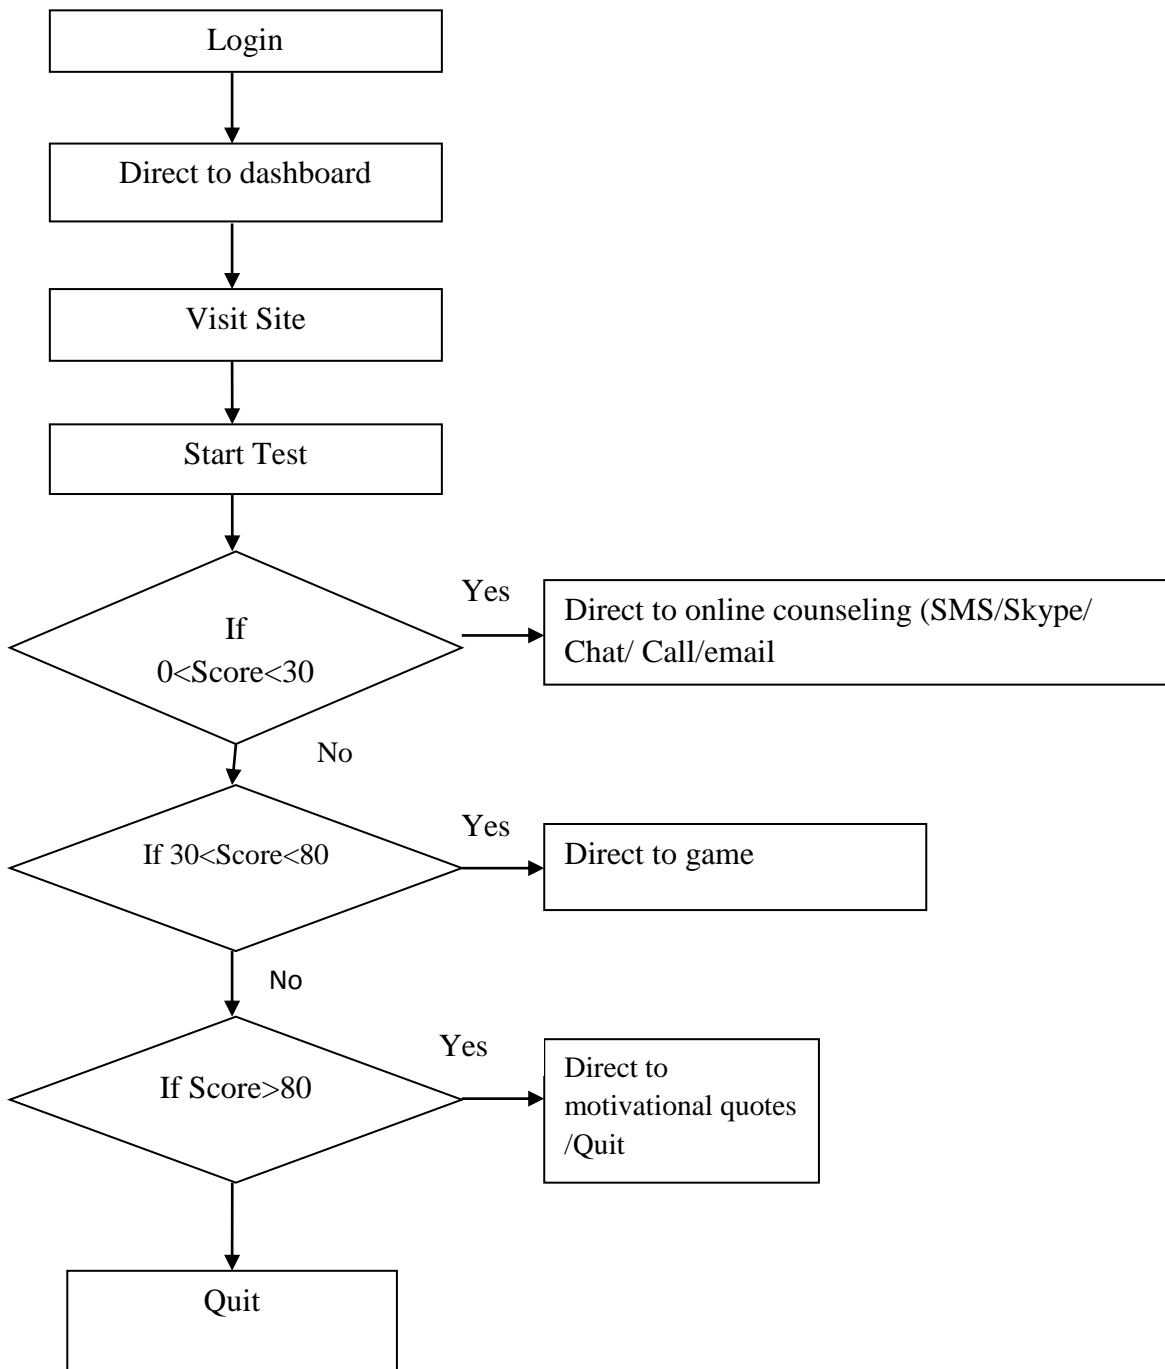 Login
Direct to dashboard
Visit Site
Start Test
If
0<Score<30
Yes
Direct to online counseling (SMS/Skype/
Chat/ Call/email
No
If 30<Score<80
Yes
Direct to game
No
If Score>80
Yes
Direct to
motivational quotes
/Quit
Quit